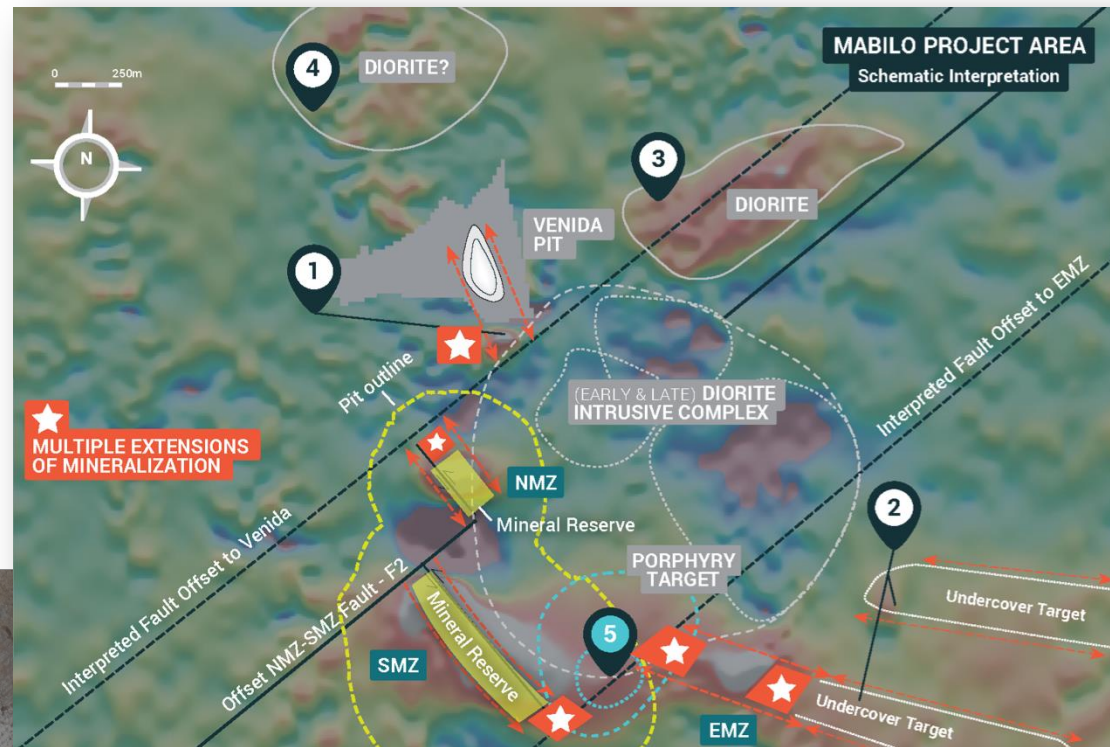 MABILO PROJECT AREA
Schematic Interpretation
0 250m
N
4
DIORITE?
3
DIORITE
VENIDA
PIT
1
Pit outline
(EARLY & LATE) DIORITE
INTRUSIVE COMPLEX
Interpreted Fault Offset to EMZ
MULTIPLE EXTENSIONS
OF MINERALIZATION
NMZ
Mineral Reserve
2
Interpreted Fault Offset to Venida
Offset NMZ-SMZ Fault - F2
PORPHYRY
TARGET
Undercover Target
Mineral Reserve
5
SMZ
Undercover Target
EMZ